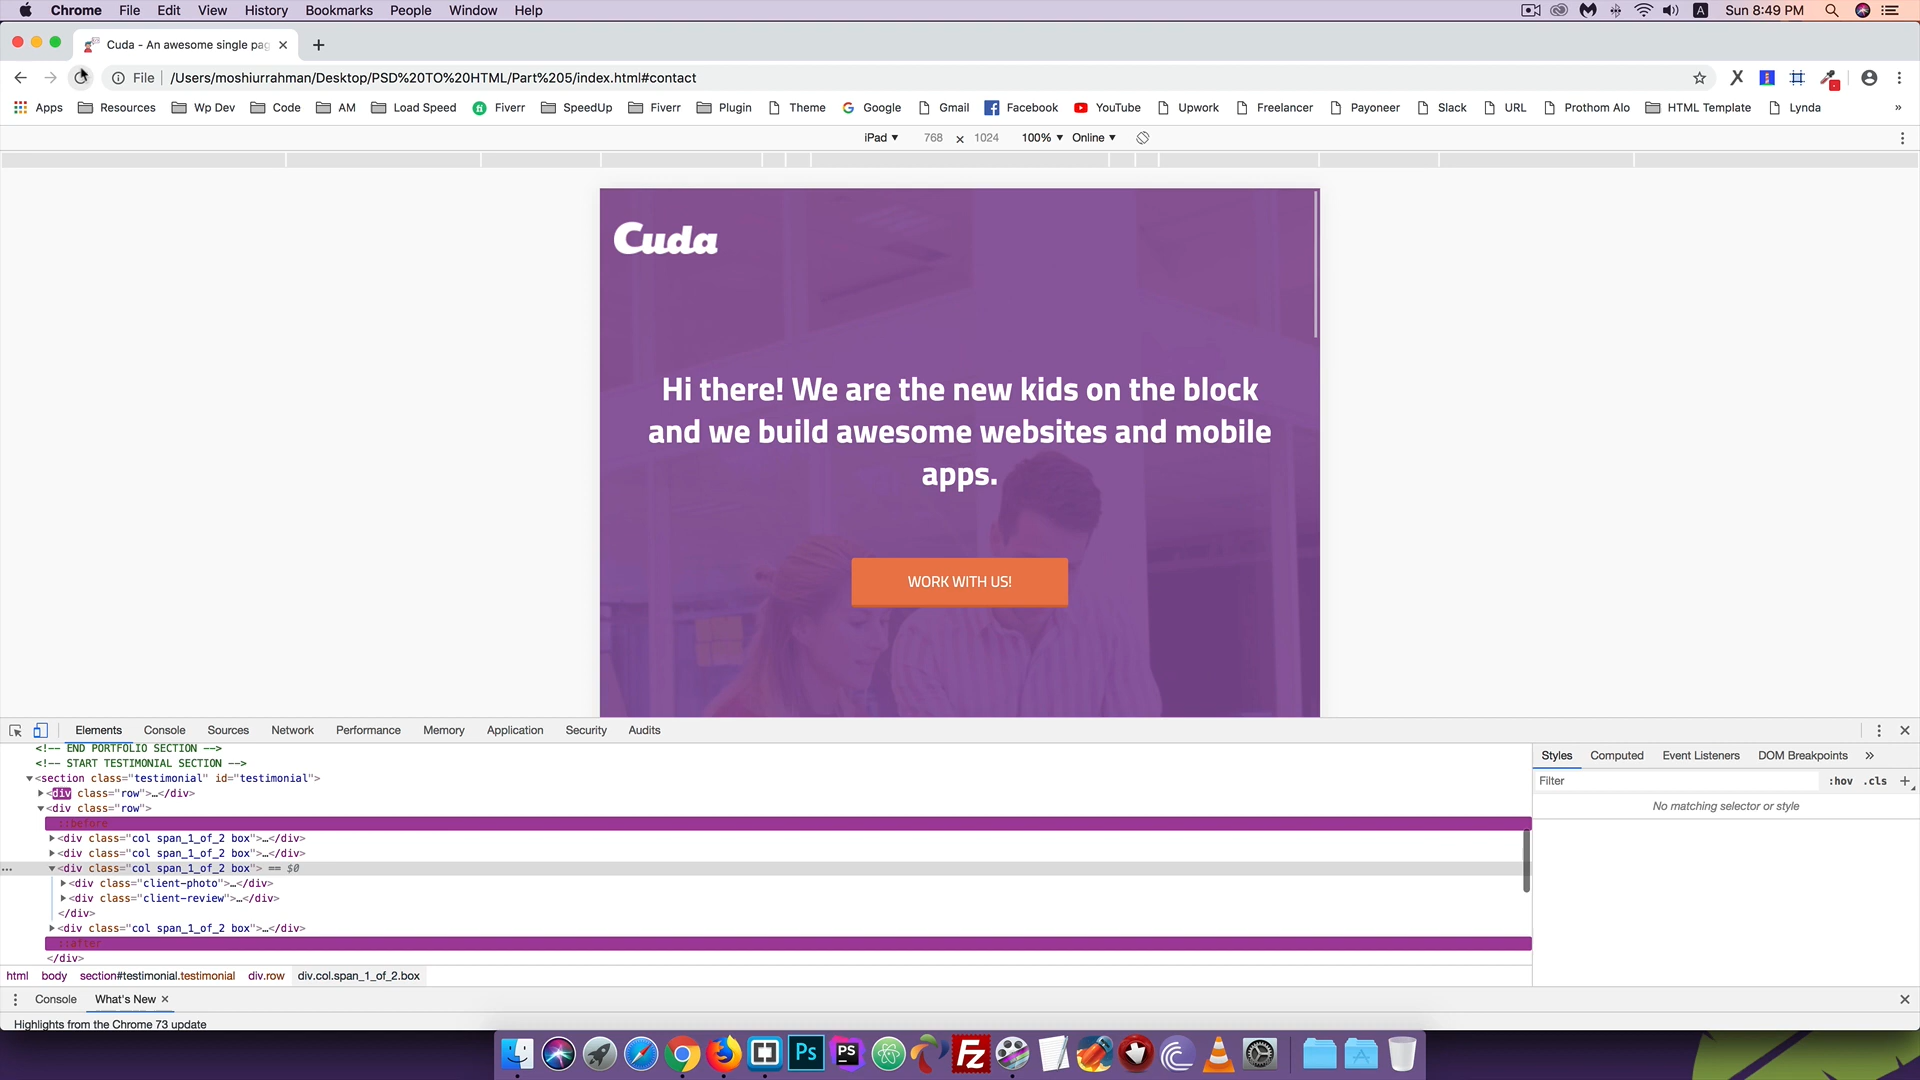 Chrome File Edit View History Bookmarks People Window Help A Sun 8:49 PM
Cuda - An awesome single pag
File /Users/moshiurrahman/Desktop/PSD%20TO%20HTML/Part%205/index.html#contact
Apps Resources Wp Dev Code AM Load Speed Fiverr SpeedUp Fiverr Plugin Theme Google Gmail Facebook YouTube Upwork Freelancer Payoneer Slack URL Prothom Alo HTML Template Lynda »
iPad ▼ 768 × 1024 100% ▼ Online ▼
Cuda
Hi there! We are the new kids on the block
and we build awesome websites and mobile
apps.
WORK WITH US!
Elements Console Sources Network Performance Memory Application Security Audits
<!-- END PORTFOLIO SECTION -->
<!-- START TESTIMONIAL SECTION -->
▼<section class="testimonial" id="testimonial">
▶<div class="row">…</div>
▼<div class="row">
::before
▶<div class="col span_1_of_2 box">…</div>
▶<div class="col span_1_of_2 box">…</div>
… ▼<div class="col span_1_of_2 box"> == $0
▶<div class="client-photo">…</div>
▶<div class="client-review">…</div>
</div>
▶<div class="col span_1_of_2 box">…</div>
::after
</div>
html body section#testimonial.testimonial div.row div.col.span_1_of_2.box
Styles Computed Event Listeners DOM Breakpoints »
Filter :hov .cls +
No matching selector or style
Console What's New ×
Highlights from the Chrome 73 update
Ps PS Fz